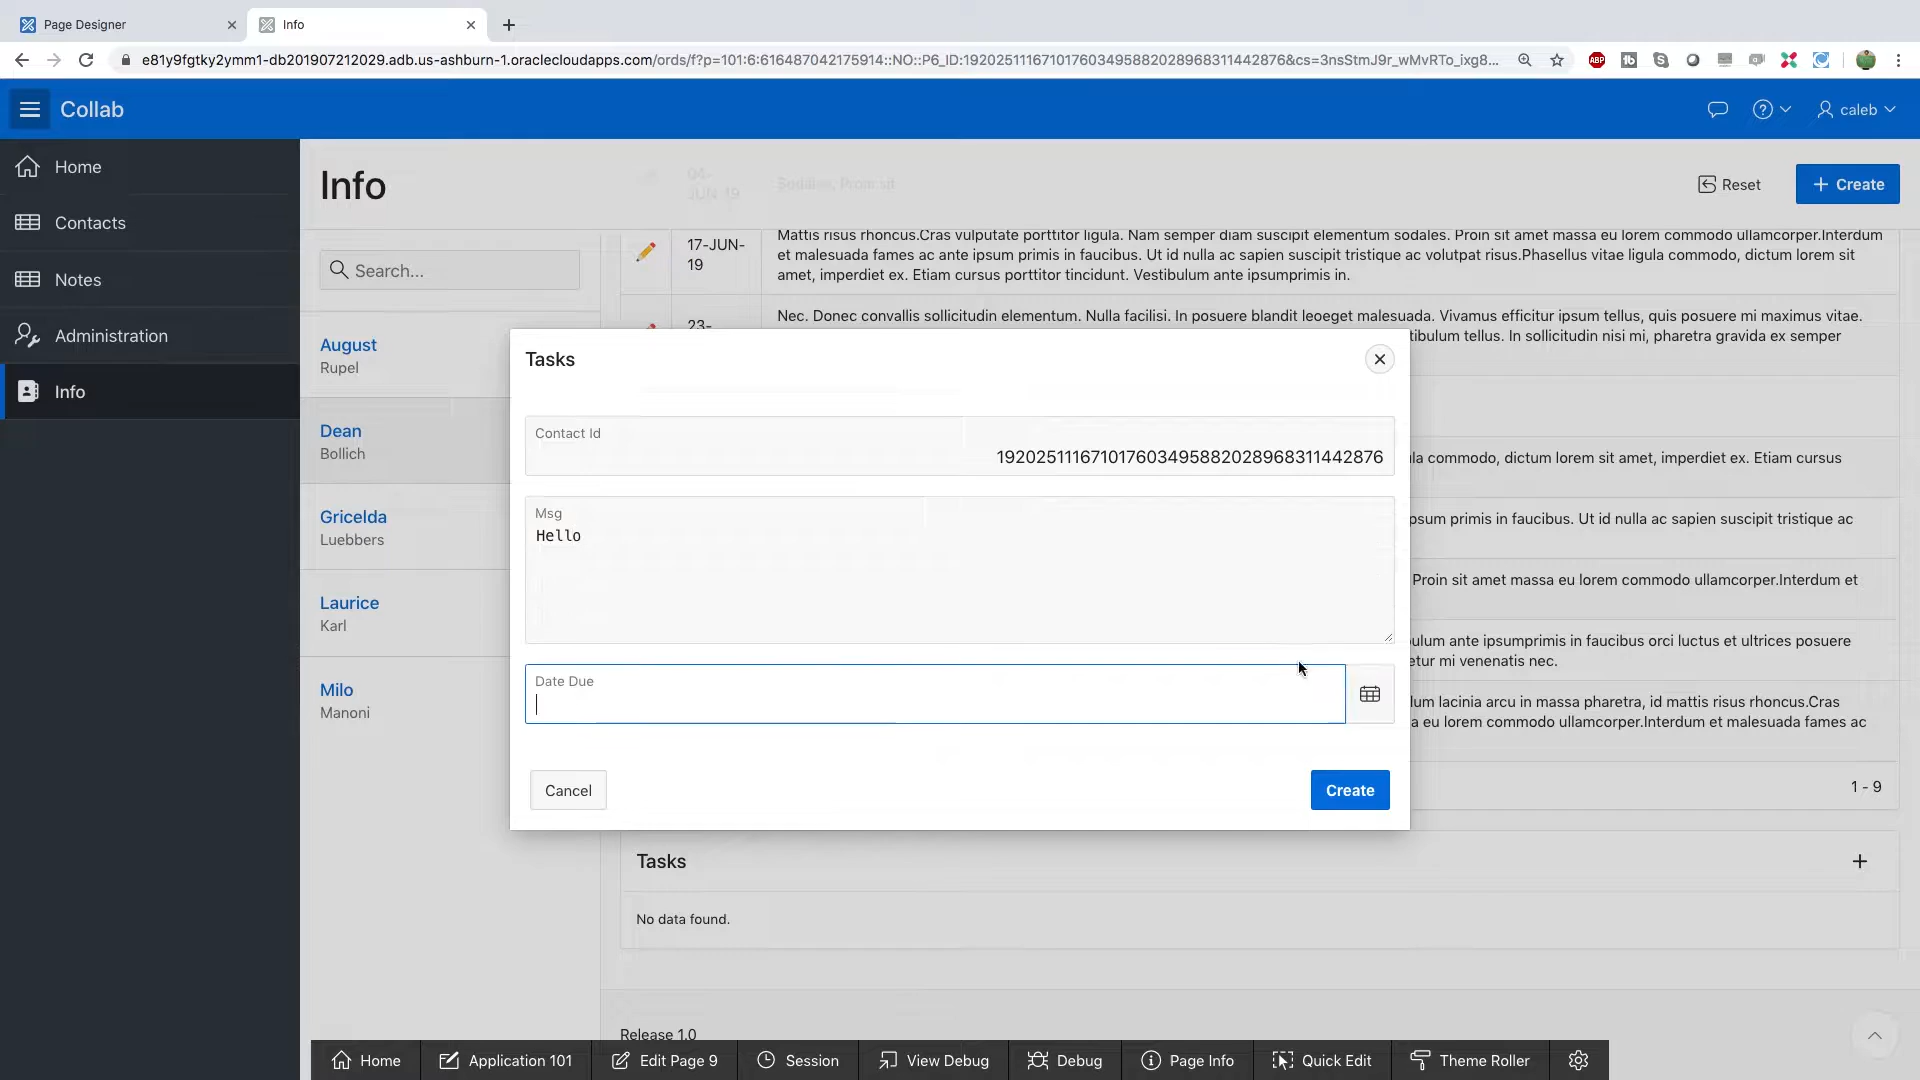 Page Designer
Info
e81y9fgtky2ymm1-db201907212029.adb.us-ashburn-1.oraclecloudapps.com/ords/f?p=101:6:616487042175914::NO::P6_ID:192025111671017603495882028968311442876&cs=3nsStmJ9r_wMvRTo_ixg8...
ABP
Collab
caleb
Home
Contacts
Notes
Administration
Info
Info
Reset
Create
Search...
August
Rupel
Dean
Bollich
Gricelda
Luebbers
Laurice
Karl
Milo
Manoni
04-
JUN-19
Sodales, Proin sit
17-JUN-
19
Mattis risus rhoncus.Cras vulputate porttitor ligula. Nam semper diam suscipit elementum sodales. Proin sit amet massa eu lorem commodo ullamcorper.Interdum
et malesuada fames ac ante ipsum primis in faucibus. Ut id nulla ac sapien suscipit tristique ac volutpat risus.Phasellus vitae ligula commodo, dictum lorem sit
amet, imperdiet ex. Etiam cursus porttitor tincidunt. Vestibulum ante ipsumprimis in.
23-
Nec. Donec convallis sollicitudin elementum. Nulla facilisi. In posuere blandit leoeget malesuada. Vivamus efficitur ipsum tellus, quis posuere mi maximus vitae.
tibulum tellus. In sollicitudin nisi mi, pharetra gravida ex semper
la commodo, dictum lorem sit amet, imperdiet ex. Etiam cursus
psum primis in faucibus. Ut id nulla ac sapien suscipit tristique ac
Proin sit amet massa eu lorem commodo ullamcorper.Interdum et
ulum ante ipsumprimis in faucibus orci luctus et ultrices posuere
etur mi venenatis nec.
lum lacinia arcu in massa pharetra, id mattis risus rhoncus.Cras
a eu lorem commodo ullamcorper.Interdum et malesuada fames ac
1 - 9
Tasks
Contact Id
192025111671017603495882028968311442876
Msg
Hello
Date Due
Cancel
Create
Tasks
No data found.
Release 1.0
Home
Application 101
Edit Page 9
Session
View Debug
Debug
Page Info
Quick Edit
Theme Roller